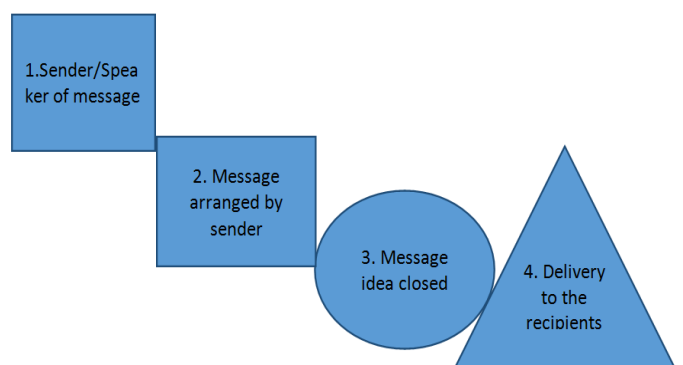 1.Sender/Spea
ker of message
2. Message
arranged by
sender
3. Message
idea closed
4. Delivery
to the
recipients